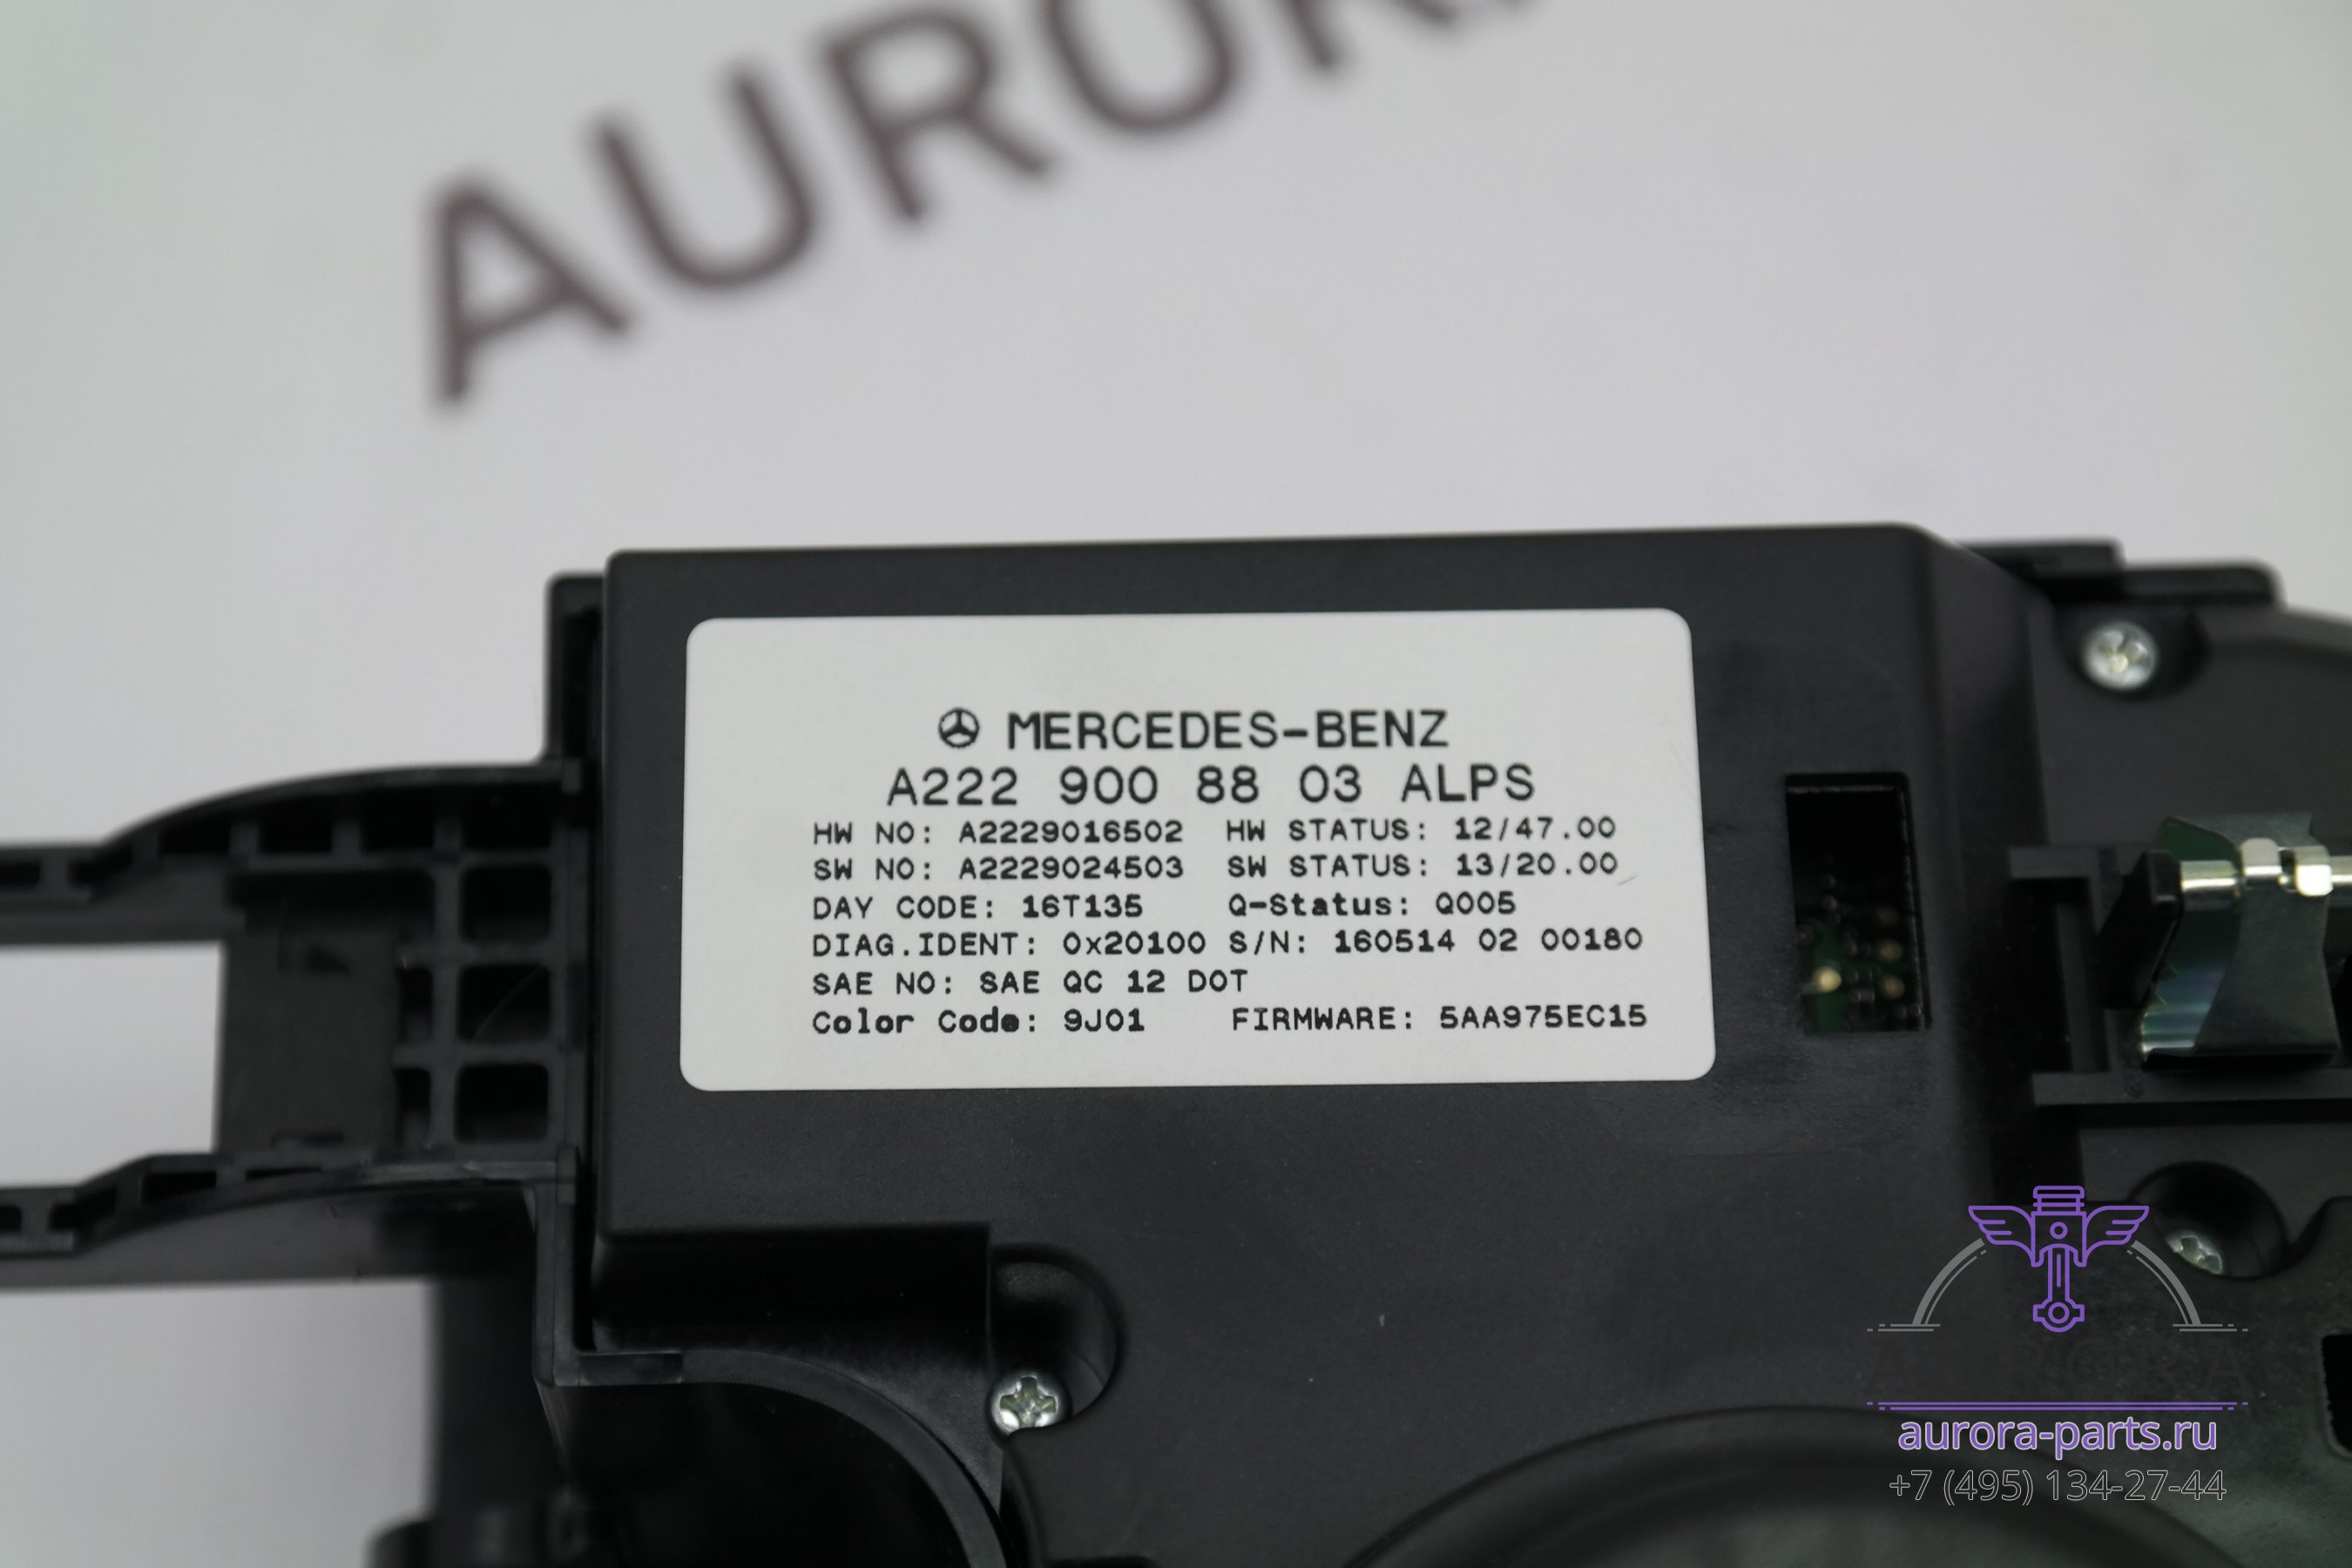 AUROR
MERCEDES-BENZ
A222 900 88 03 ALPS
HW NO: A2229016502 HW STATUS: 12/47.00
SW NO: A2229024503 SW STATUS: 13/20.00
DAY CODE: 16T135 Q-Status: Q005
DIAG.IDENT: 0x20100 S/N: 160514 02 00180
SAE NO: SAE QC 12 DOT
Color Code: 9J01 FIRMWARE: 5AA975EC15
AURORA
aurora-parts.ru
+7 (495) 134-27-44